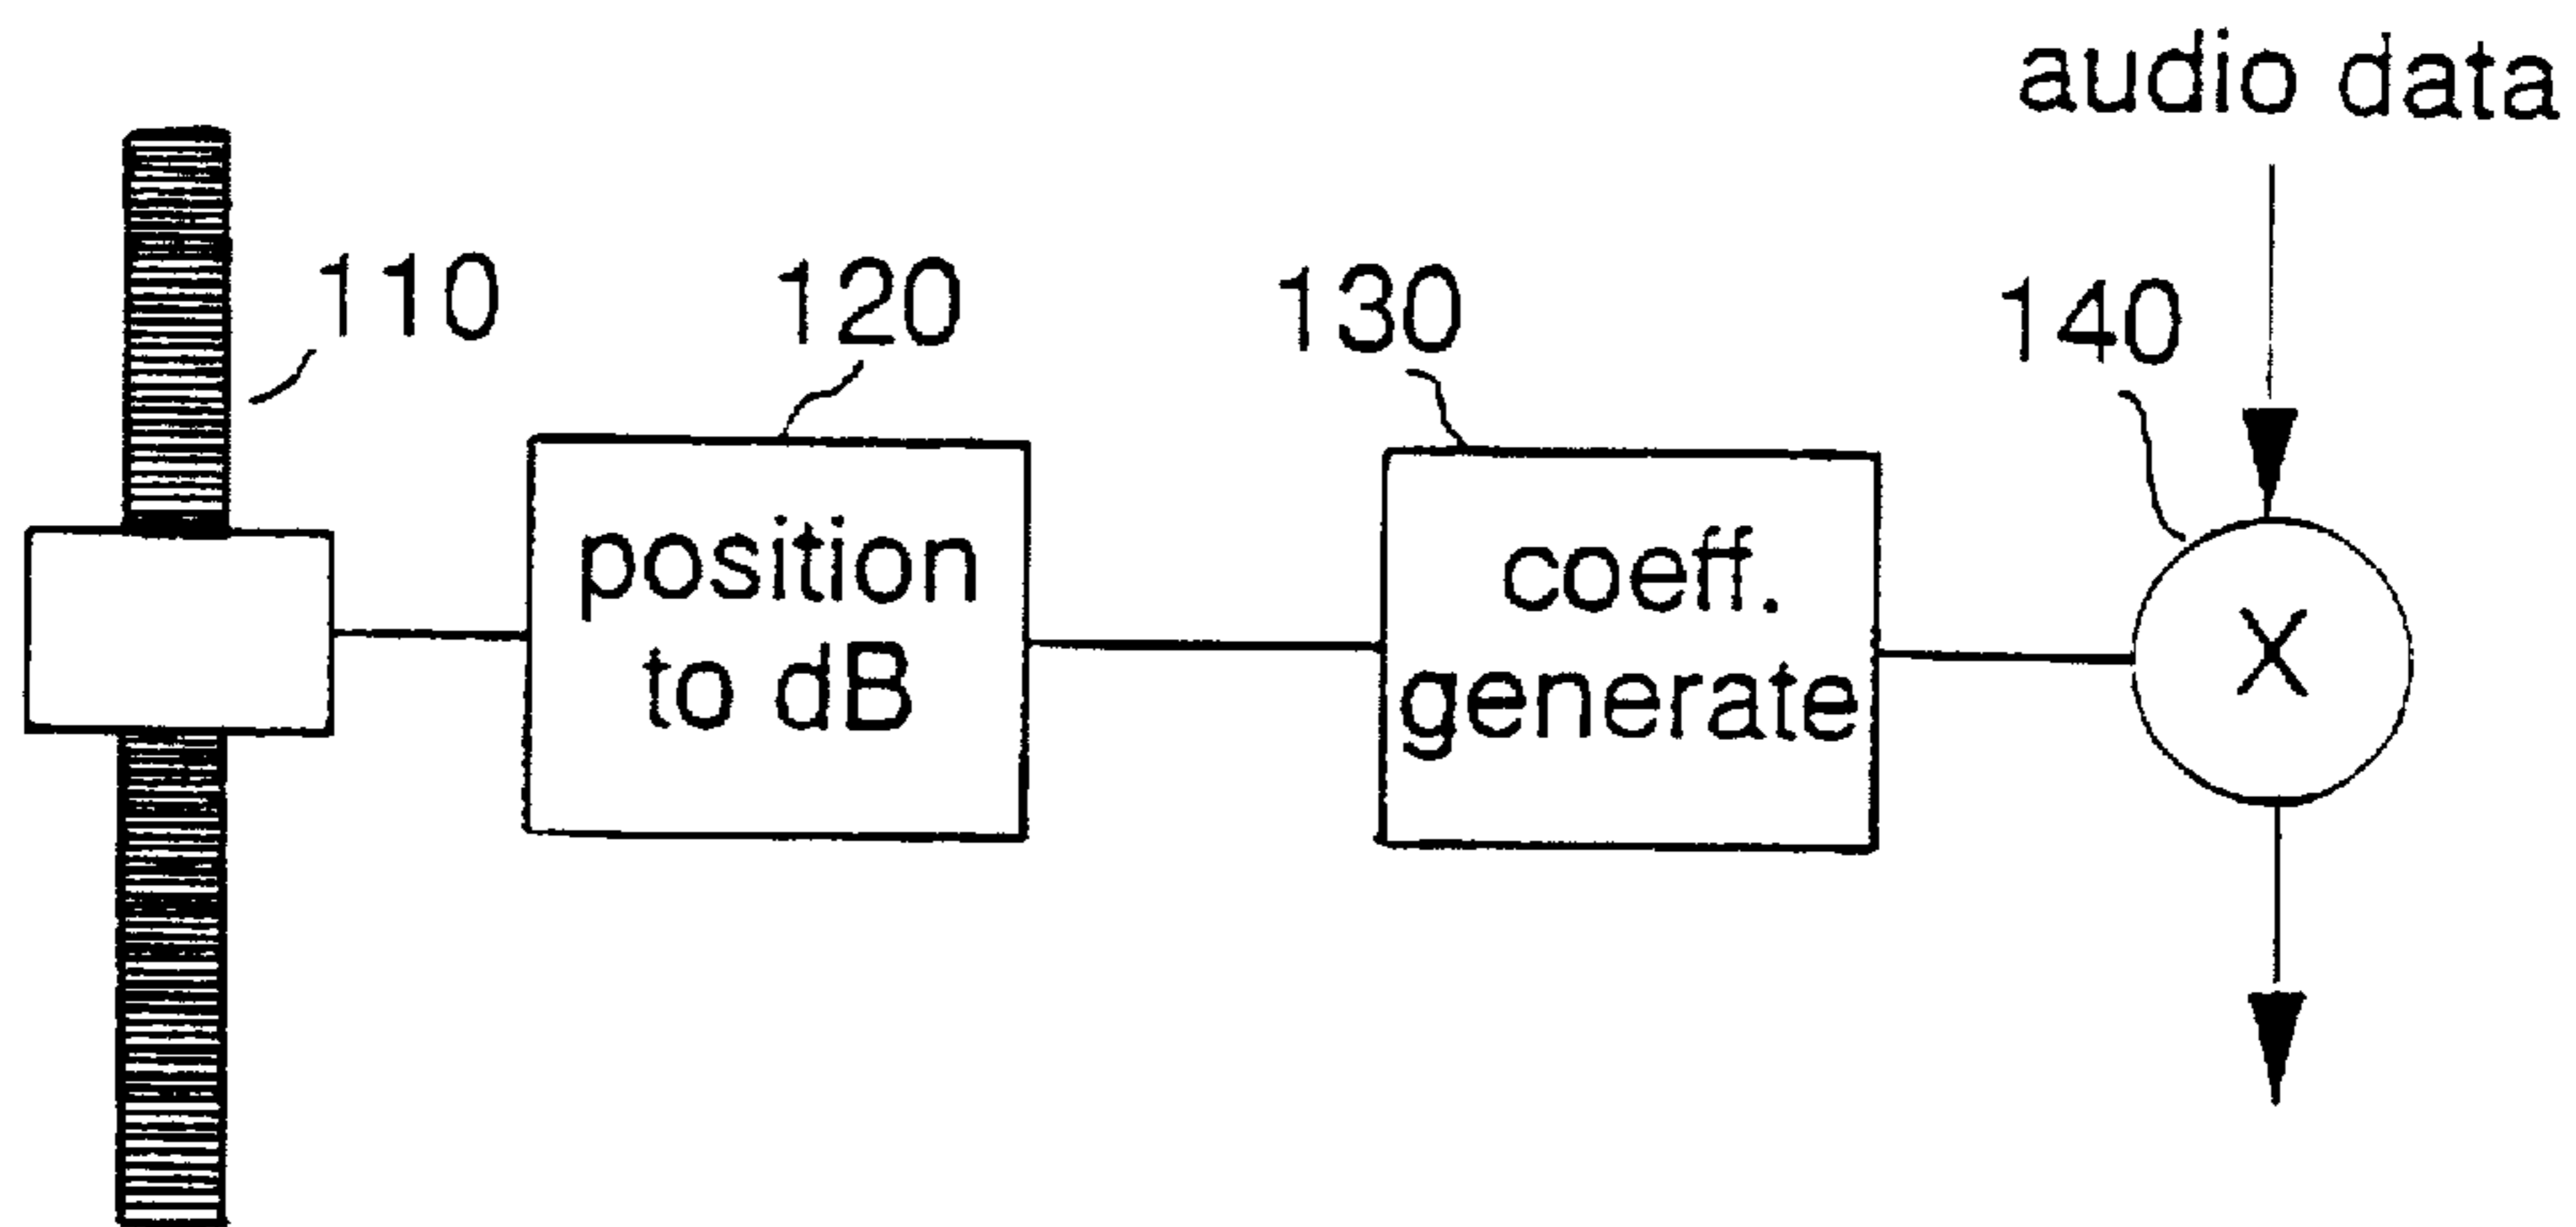 audio data
110
120
130
140
position
to dB
coeff.
generate
X